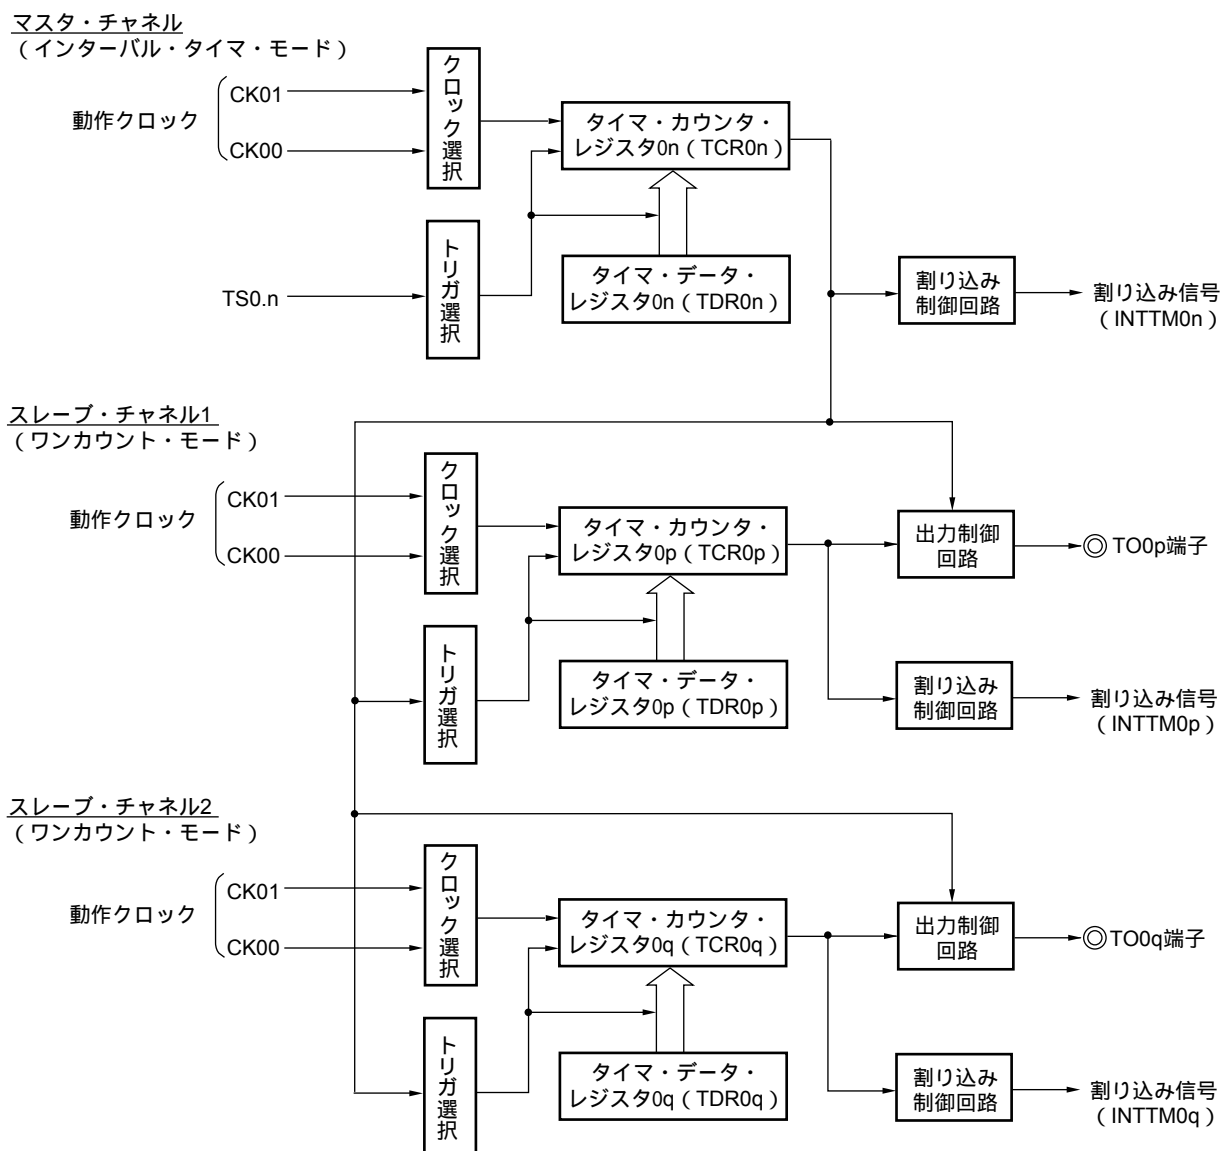 マスタ・チャネル
（インターバル・タイマ・モード）
動作クロック
CK01
CK00
クロック選択
タイマ・カウンタ・
レジスタ0n（TCR0n）
TS0.n
トリガ選択
タイマ・データ・
レジスタ0n（TDR0n）
割り込み
制御回路
割り込み信号
（INTTM0n）
スレーブ・チャネル1
（ワンカウント・モード）
動作クロック
CK01
CK00
クロック選択
タイマ・カウンタ・
レジスタ0p（TCR0p）
出力制御
回路
TO0p端子
トリガ選択
タイマ・データ・
レジスタ0p（TDR0p）
割り込み
制御回路
割り込み信号
（INTTM0p）
スレーブ・チャネル2
（ワンカウント・モード）
動作クロック
CK01
CK00
クロック選択
タイマ・カウンタ・
レジスタ0q（TCR0q）
出力制御
回路
TO0q端子
トリガ選択
タイマ・データ・
レジスタ0q（TDR0q）
割り込み
制御回路
割り込み信号
（INTTM0q）